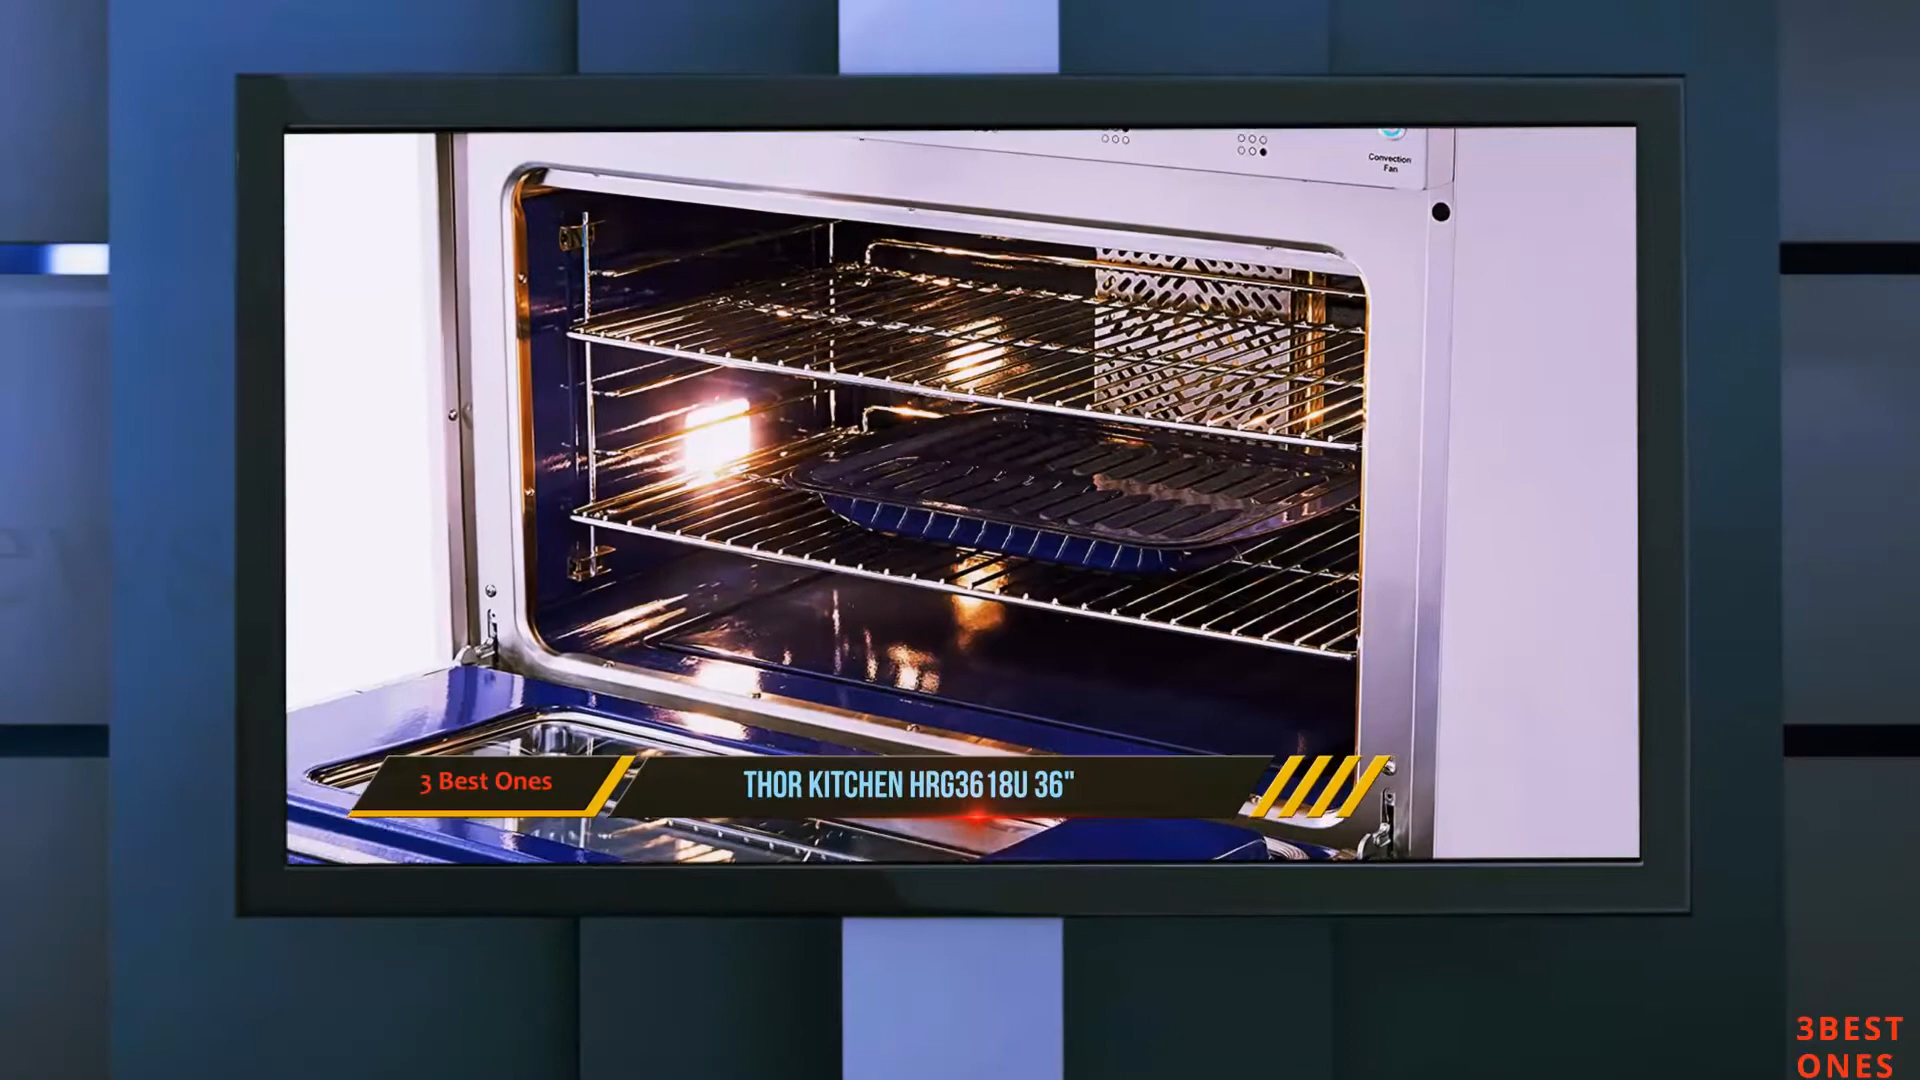 Convection
Fan
3 Best Ones
THOR KITCHEN HRG3618U 36"
3BEST
ONES